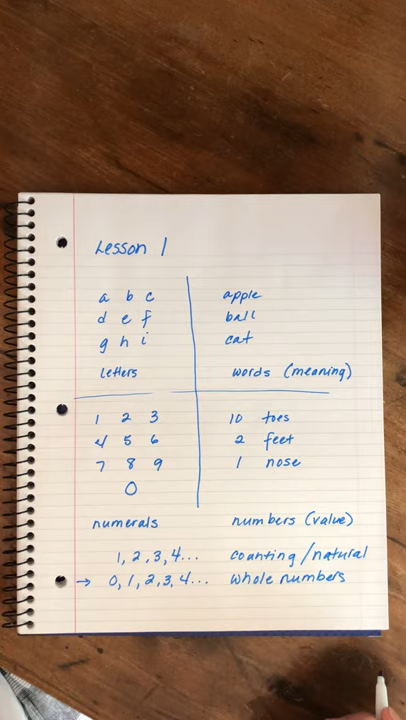 Lesson 1
a b c apple
d e f ball
g h i cat
letters words (meaning)
1 2 3 10 toes
4 5 6 2 feet
7 8 9 1 nose
0
numerals numbers (value)
1, 2, 3, 4... counting/natural
→ 0, 1, 2, 3, 4... whole numbers